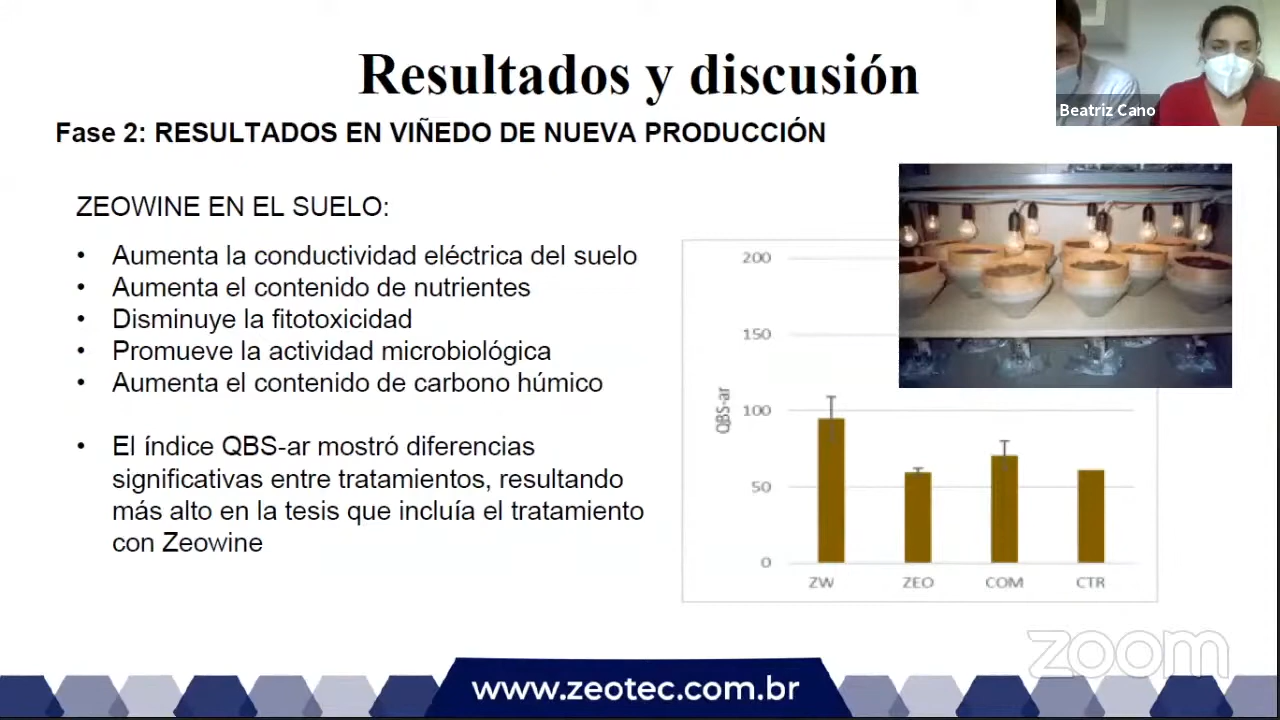 Resultados y discusión
Beatriz Cano
Fase 2: RESULTADOS EN VIÑEDO DE NUEVA PRODUCCIÓN
ZEOWINE EN EL SUELO:
• Aumenta la conductividad eléctrica del suelo
• Aumenta el contenido de nutrientes
• Disminuye la fitotoxicidad
• Promueve la actividad microbiológica
• Aumenta el contenido de carbono húmico
• El índice QBS-ar mostró diferencias
significativas entre tratamientos, resultando
más alto en la tesis que incluía el tratamiento
con Zeowine
200
150
100
50
0
QBS-ar
ZW ZEO COM CTR
zoom
www.zeotec.com.br